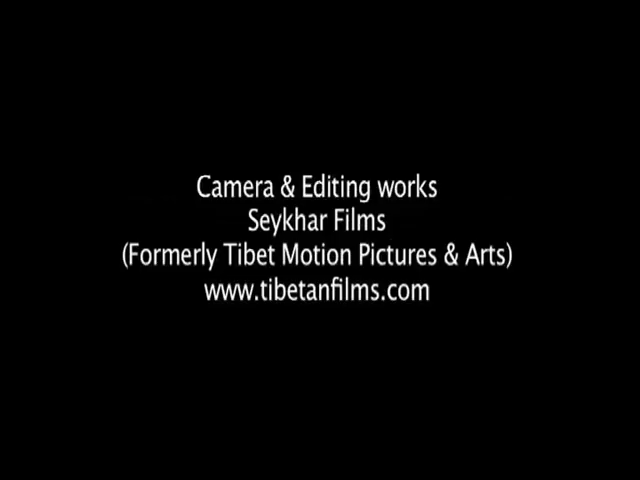 Camera & Editing works
Seykhar Films
(Formerly Tibet Motion Pictures & Arts)
www.tibetanfilms.com